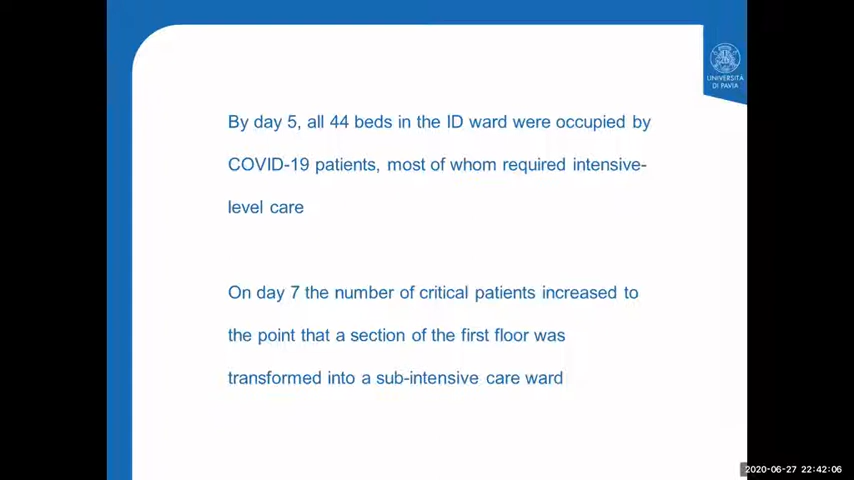 UNIVERSITÀ
DI PAVIA
By day 5, all 44 beds in the ID ward were occupied by
COVID-19 patients, most of whom required intensive-
level care
On day 7 the number of critical patients increased to
the point that a section of the first floor was
transformed into a sub-intensive care ward
2020-06-27 22:42:06